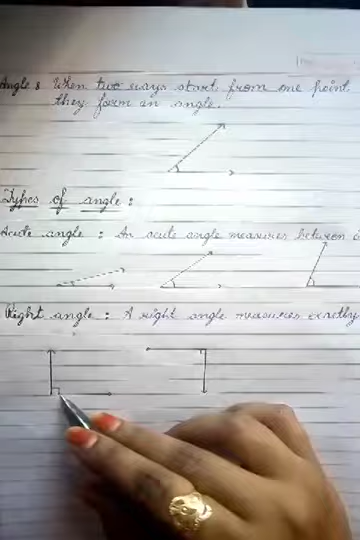 Angle : When two rays start from one point
they form an angle.
Types of angle :
Acute angle : An acute angle measures between
Right angle : A right angle measures exactly